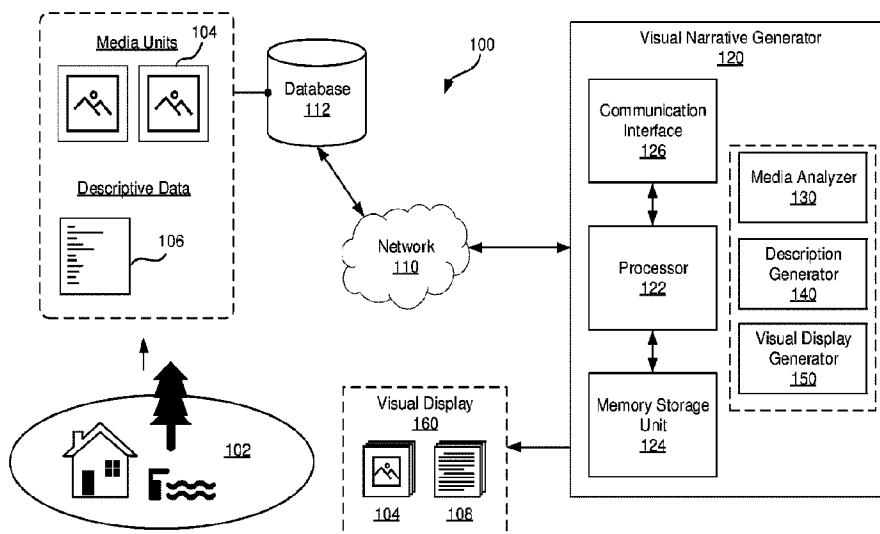 Media Units
104
Database
112
100
Visual Narrative Generator
120
Communication
Interface
126
Media Analyzer
130
Descriptive Data
106
Network
110
Processor
122
Description
Generator
140
Visual Display
Generator
150
Memory Storage
Unit
124
Visual Display
160
104
108
102